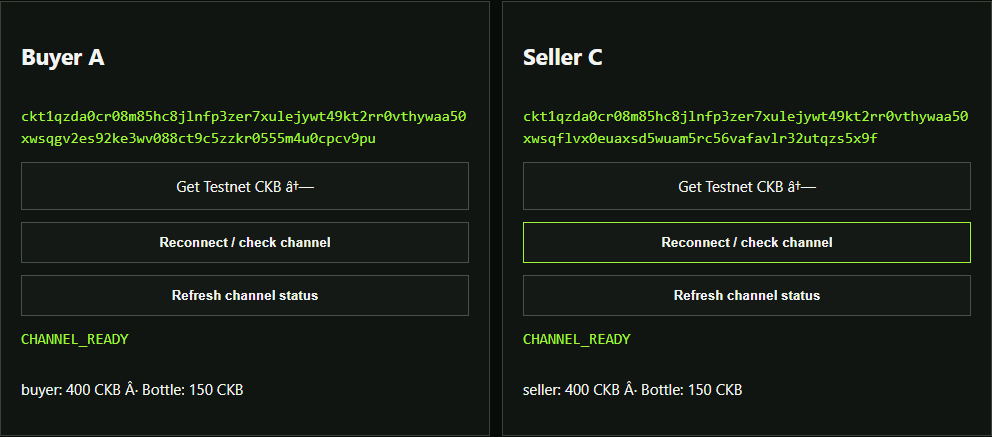 Buyer A
ckt1qzda0cr08m85hc8jlnfp3zer7xulejywt49kt2rr0vthywaa50
xwsqgv2es92ke3wv088ct9c5zzkr0555m4u0cpcv9pu
Get Testnet CKB â†—
Reconnect / check channel
Refresh channel status
CHANNEL_READY
buyer: 400 CKB Â· Bottle: 150 CKB
Seller C
ckt1qzda0cr08m85hc8jlnfp3zer7xulejywt49kt2rr0vthywaa50
xwsqflvx0euaxsd5wuam5rc56vafavlr32utqzs5x9f
Get Testnet CKB â†—
Reconnect / check channel
Refresh channel status
CHANNEL_READY
seller: 400 CKB Â· Bottle: 150 CKB